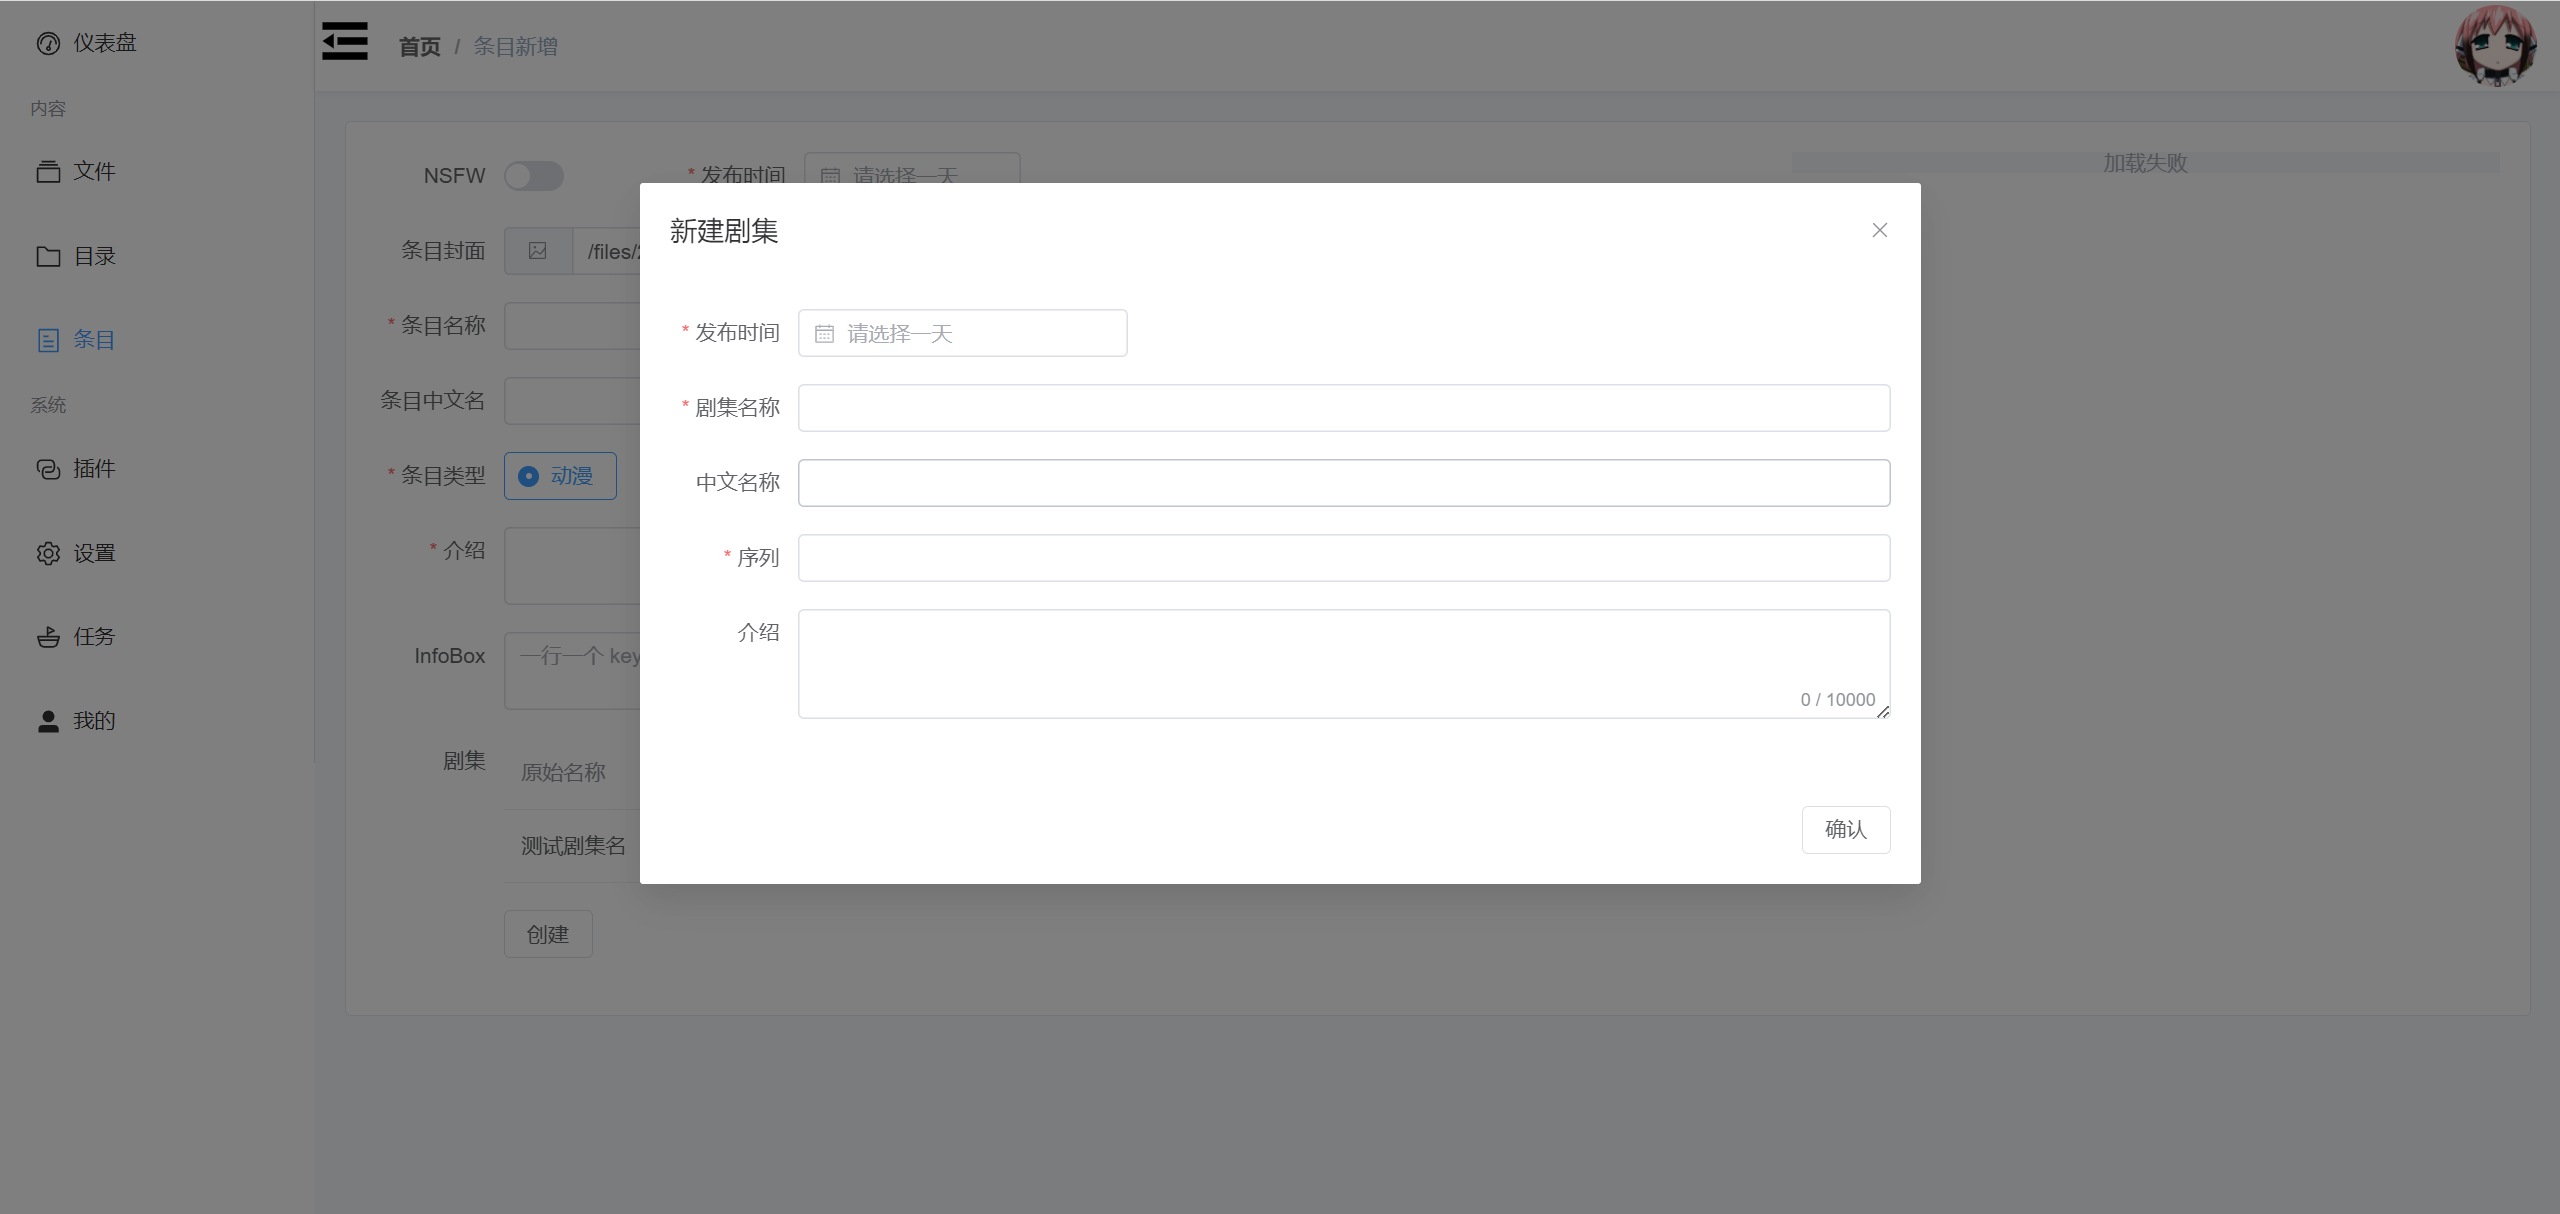 仪表盘
内容
文件
目录
条目
系统
插件
设置
任务
我的
首页 / 条目新增
NSFW
* 发布时间 请选择一天
加载失败
条目封面 /files/
* 条目名称
条目中文名
* 条目类型 动漫
* 介绍
InfoBox 一行一个 key
剧集 原始名称
测试剧集名
创建
新建剧集
* 发布时间 请选择一天
* 剧集名称
中文名称
* 序列
介绍
0 / 10000
确认